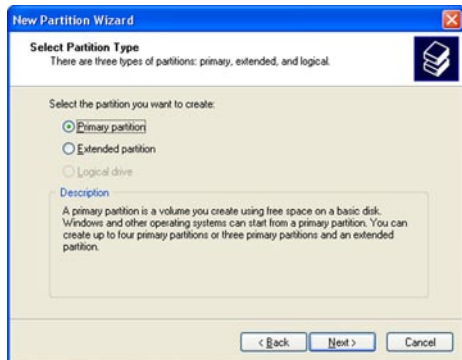 New Partition Wizard
Select Partition Type
There are three types of partitions: primary, extended, and logical.
Select the partition you want to create:
Primary partition
Extended partition
Logical drive
Description
A primary partition is a volume you create using free space on a basic disk.
Windows and other operating systems can start from a primary partition. You can
create up to four primary partitions or three primary partitions and an extended
partition.
< Back Next > Cancel